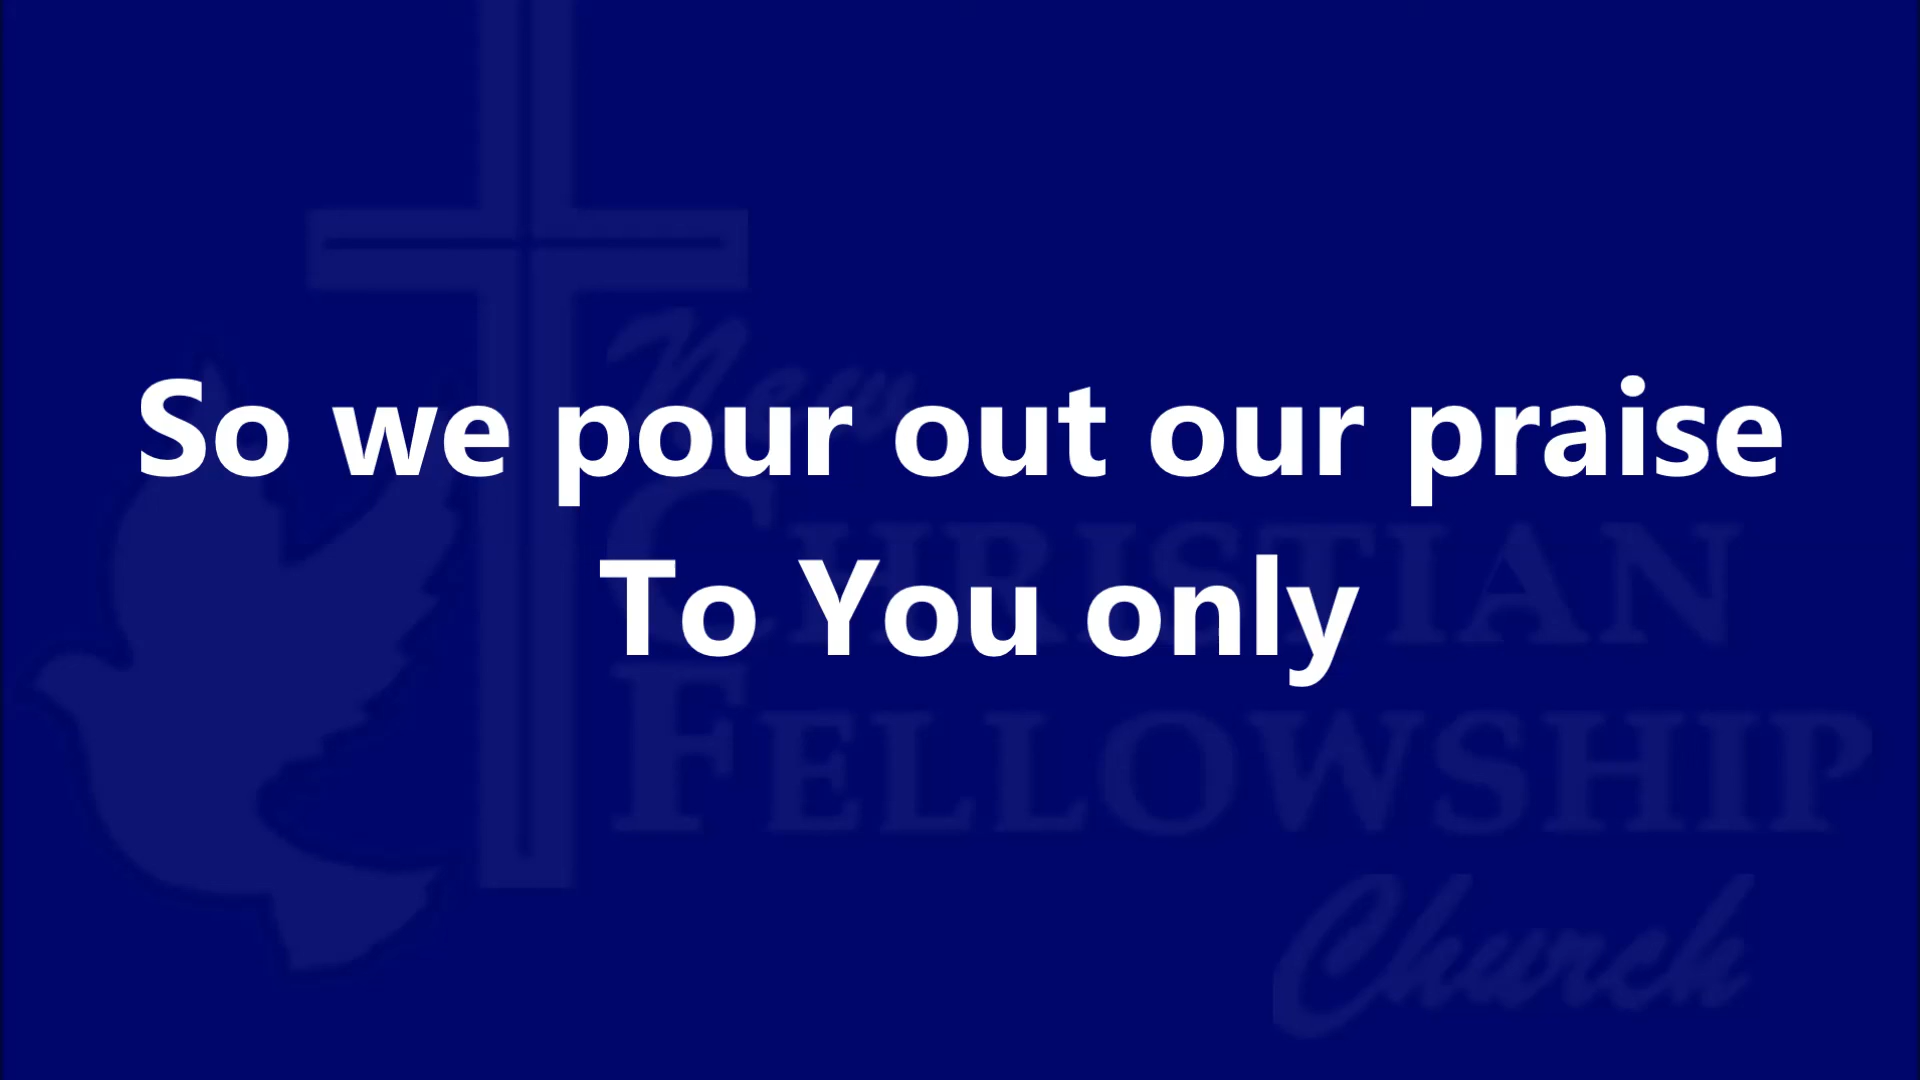 So we pour out our praise
To You only
New
CHRISTIAN
FELLOWSHIP
Church